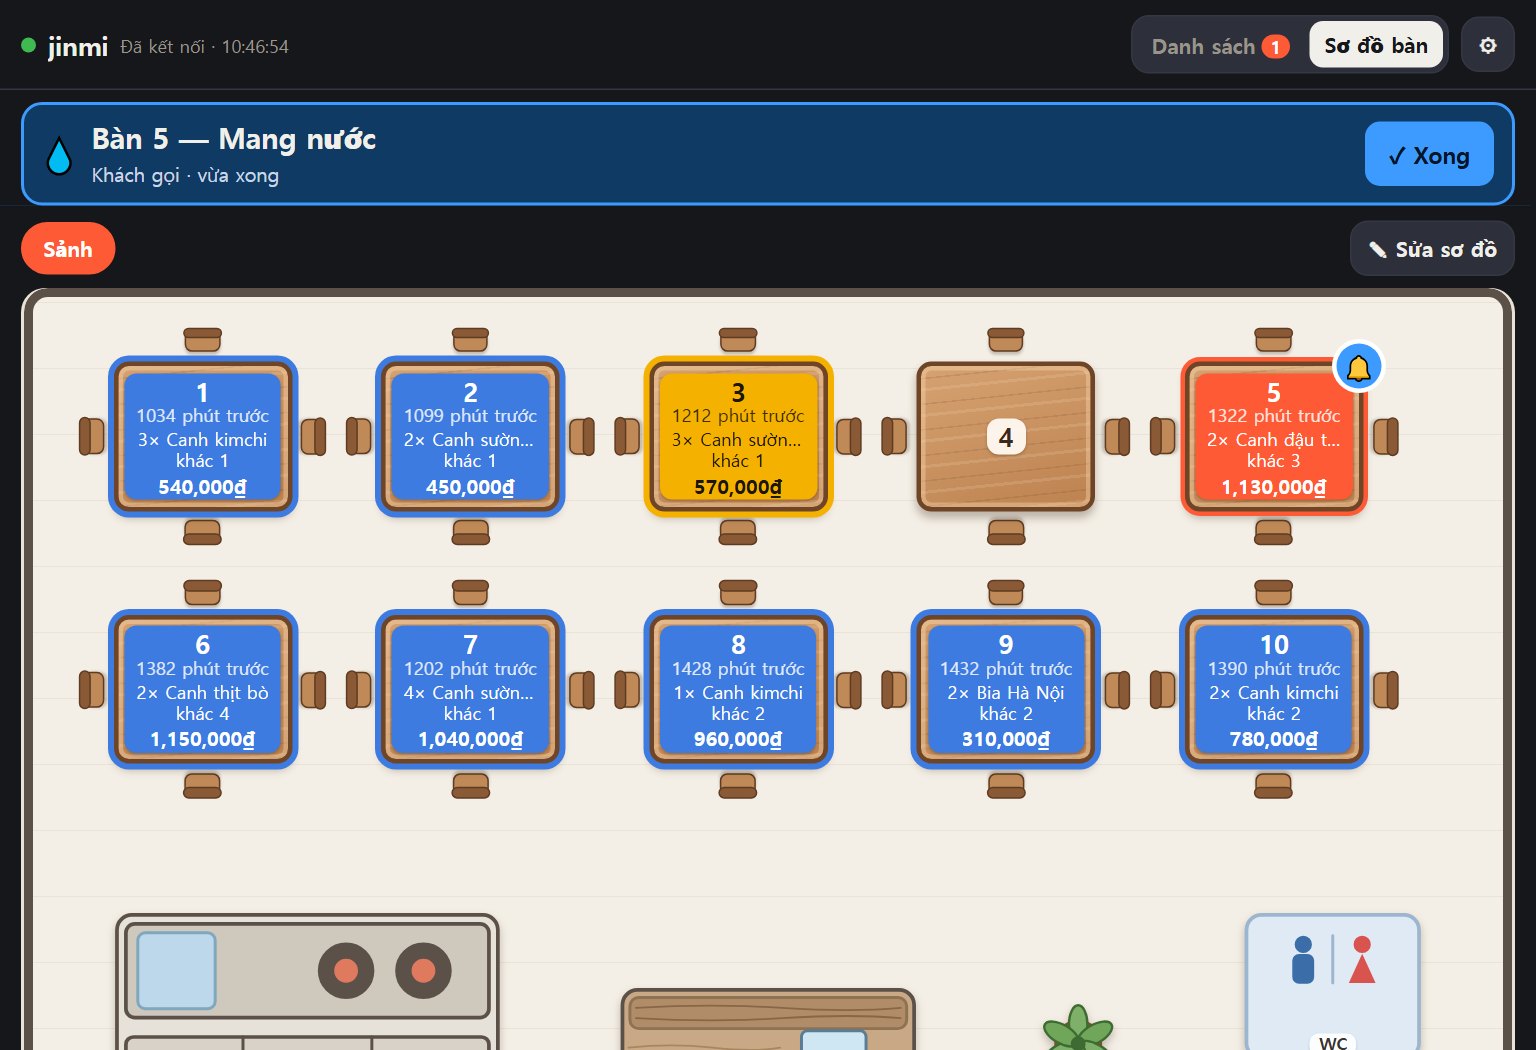 jinmi Đã kết nối · 10:46:54
Danh sách 1 Sơ đồ bàn
Bàn 5 — Mang nước
Khách gọi · vừa xong
✓ Xong
Sảnh
Sửa sơ đồ
1
1034 phút trước
3× Canh kimchi
khác 1
540,000₫
2
1099 phút trước
2× Canh sườn...
khác 1
450,000₫
3
1212 phút trước
3× Canh sườn...
khác 1
570,000₫
4
5
1322 phút trước
2× Canh đậu t...
khác 3
1,130,000₫
6
1382 phút trước
2× Canh thịt bò
khác 4
1,150,000₫
7
1202 phút trước
4× Canh sườn...
khác 1
1,040,000₫
8
1428 phút trước
1× Canh kimchi
khác 2
960,000₫
9
1432 phút trước
2× Bia Hà Nội
khác 2
310,000₫
10
1390 phút trước
2× Canh kimchi
khác 2
780,000₫
WC